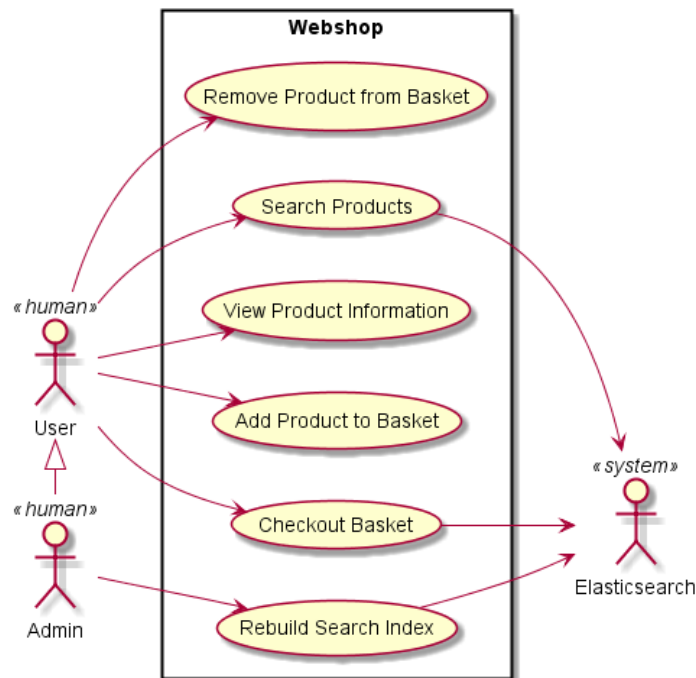 Webshop
Remove Product from Basket
Search Products
«human»
View Product Information
User
Add Product to Basket
«system»
«human»
Checkout Basket
Elasticsearch
Admin
Rebuild Search Index